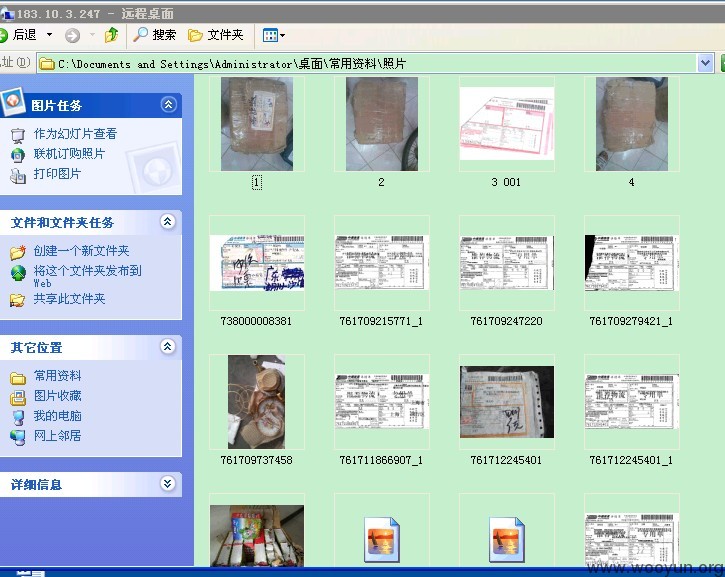 183.10.3.247 - 远程桌面
后退
搜索
文件夹
址(D)
C:\Documents and Settings\Administrator\桌面\常用资料\照片
图片任务
作为幻灯片查看
联机订购照片
打印图片
文件和文件夹任务
创建一个新文件夹
将这个文件夹发布到
Web
共享此文件夹
其它位置
常用资料
图片收藏
我的电脑
网上邻居
详细信息
1
2
3 001
4
738000008381
761709215771_1
761709247220
761709279421_1
761709737458
761711866907_1
761712245401
761712245401_1
www.wooyun.org